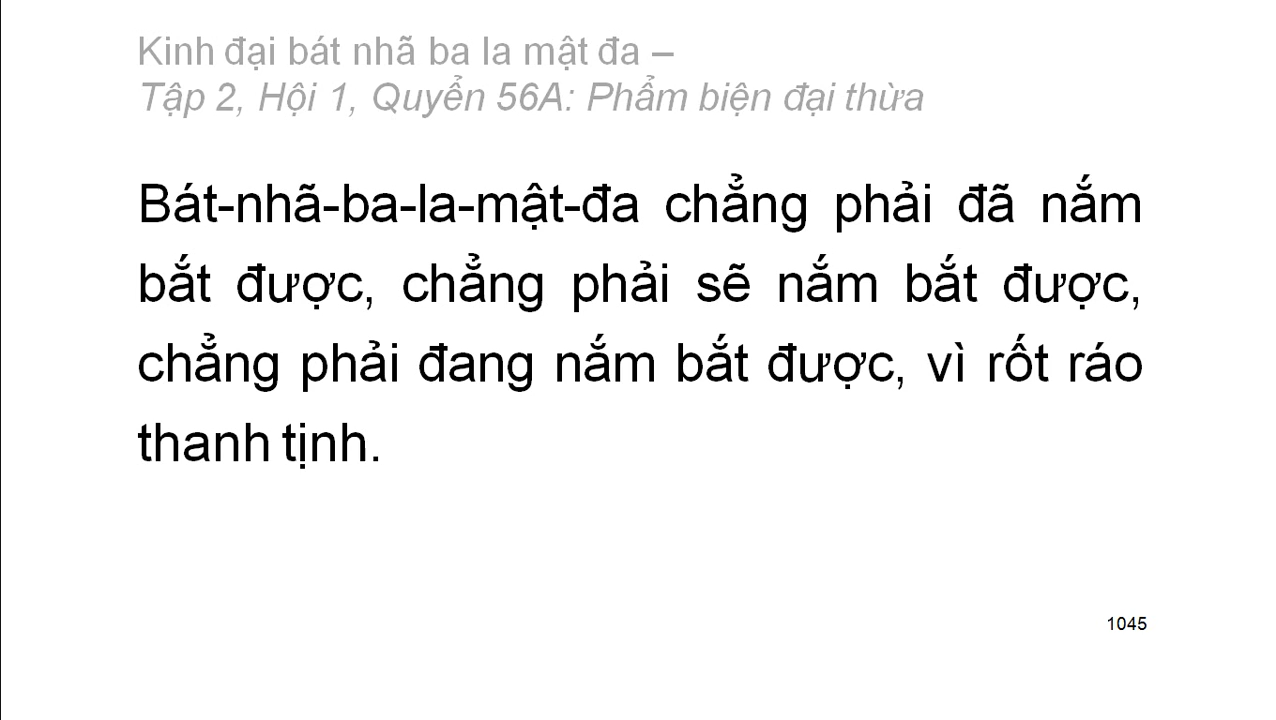 Kinh đại bát nhã ba la mật đa –
Tập 2, Hội 1, Quyển 56A: Phẩm biện đại thừa
Bát-nhã-ba-la-mật-đa chẳng phải đã nắm
bắt được, chẳng phải sẽ nắm bắt được,
chẳng phải đang nắm bắt được, vì rốt ráo
thanh tịnh.
1045